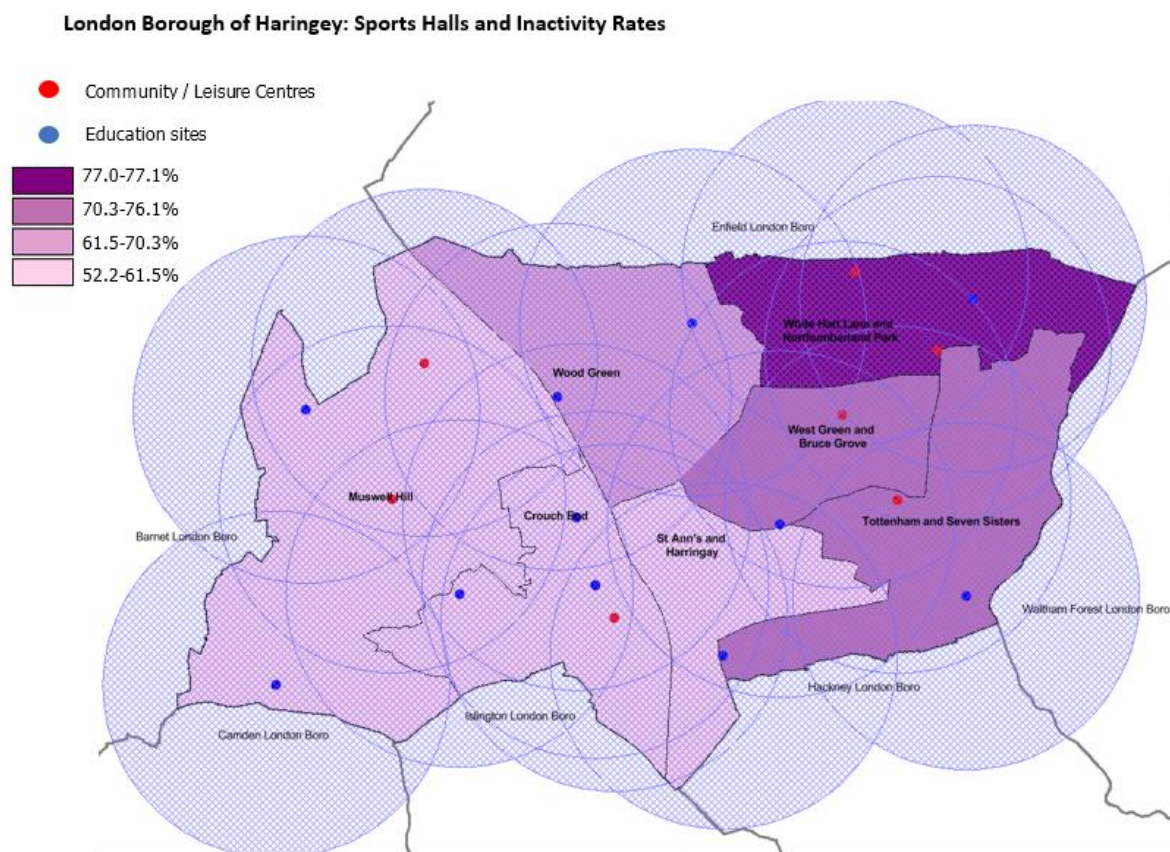 London Borough of Haringey: Sports Halls and Inactivity Rates
Community / Leisure Centres
Education sites
77.0-77.1%
70.3-76.1%
61.5-70.3%
52.2-61.5%
Enfield London Boro
White Hart Lane and
Northumberland Park
Wood Green
West Green and
Bruce Grove
Muswell Hill
Crouch End
Tottenham and Seven Sisters
Barnet London Boro
St Ann's and
Harringay
Waltham Forest London Boro
Hackney London Boro
Islington London Boro
Camden London Boro